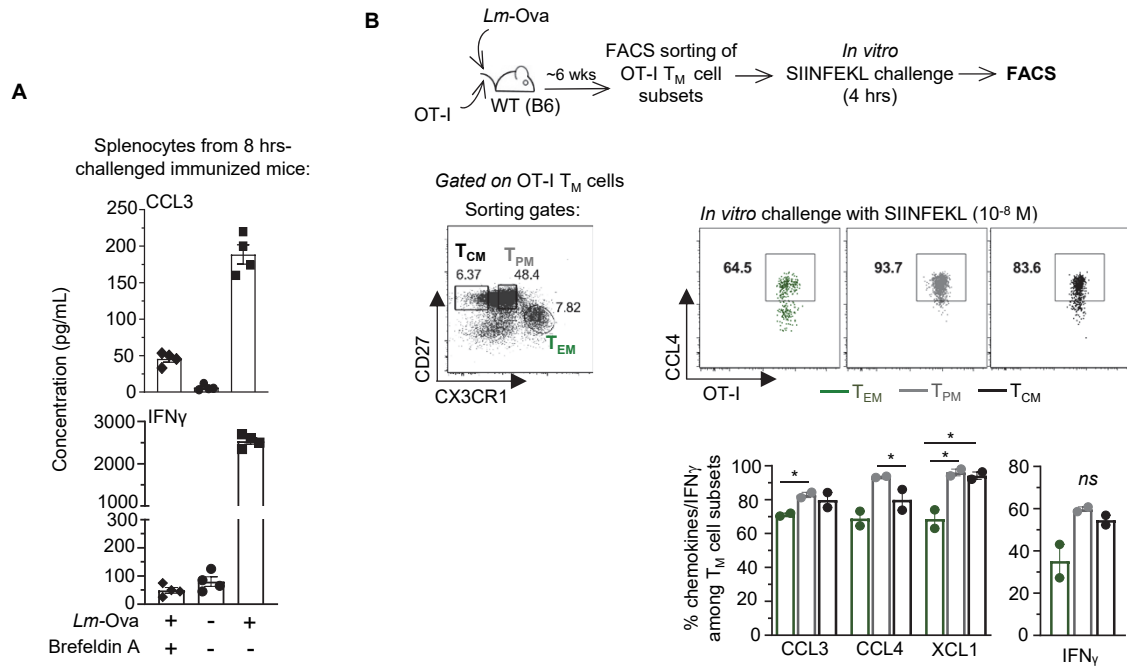 A
Splenocytes from 8 hrs-
challenged immunized mice:
CCL3
250
200
150
100
50
0
IFNγ
3000
2000
1000
300
200
100
0
Concentration (pg/mL)
Lm-Ova + - +
Brefeldin A + - -
B
Lm-Ova
OT-I
WT (B6)
~6 wks
FACS sorting of
OT-I TM cell
subsets
In vitro
SIINFEKL challenge
(4 hrs)
FACS
Gated on OT-I TM cells
Sorting gates:
TCM TPM
6.37 48.4
7.82
TEM
CD27
CX3CR1
In vitro challenge with SIINFEKL (10-8 M)
64.5 93.7 83.6
CCL4
OT-I
TEM TPM TCM
% chemokines/IFNγ
among TM cell subsets
100
80
60
40
20
0
* * * *
CCL3 CCL4 XCL1
80
60
40
20
0
ns
IFNγ